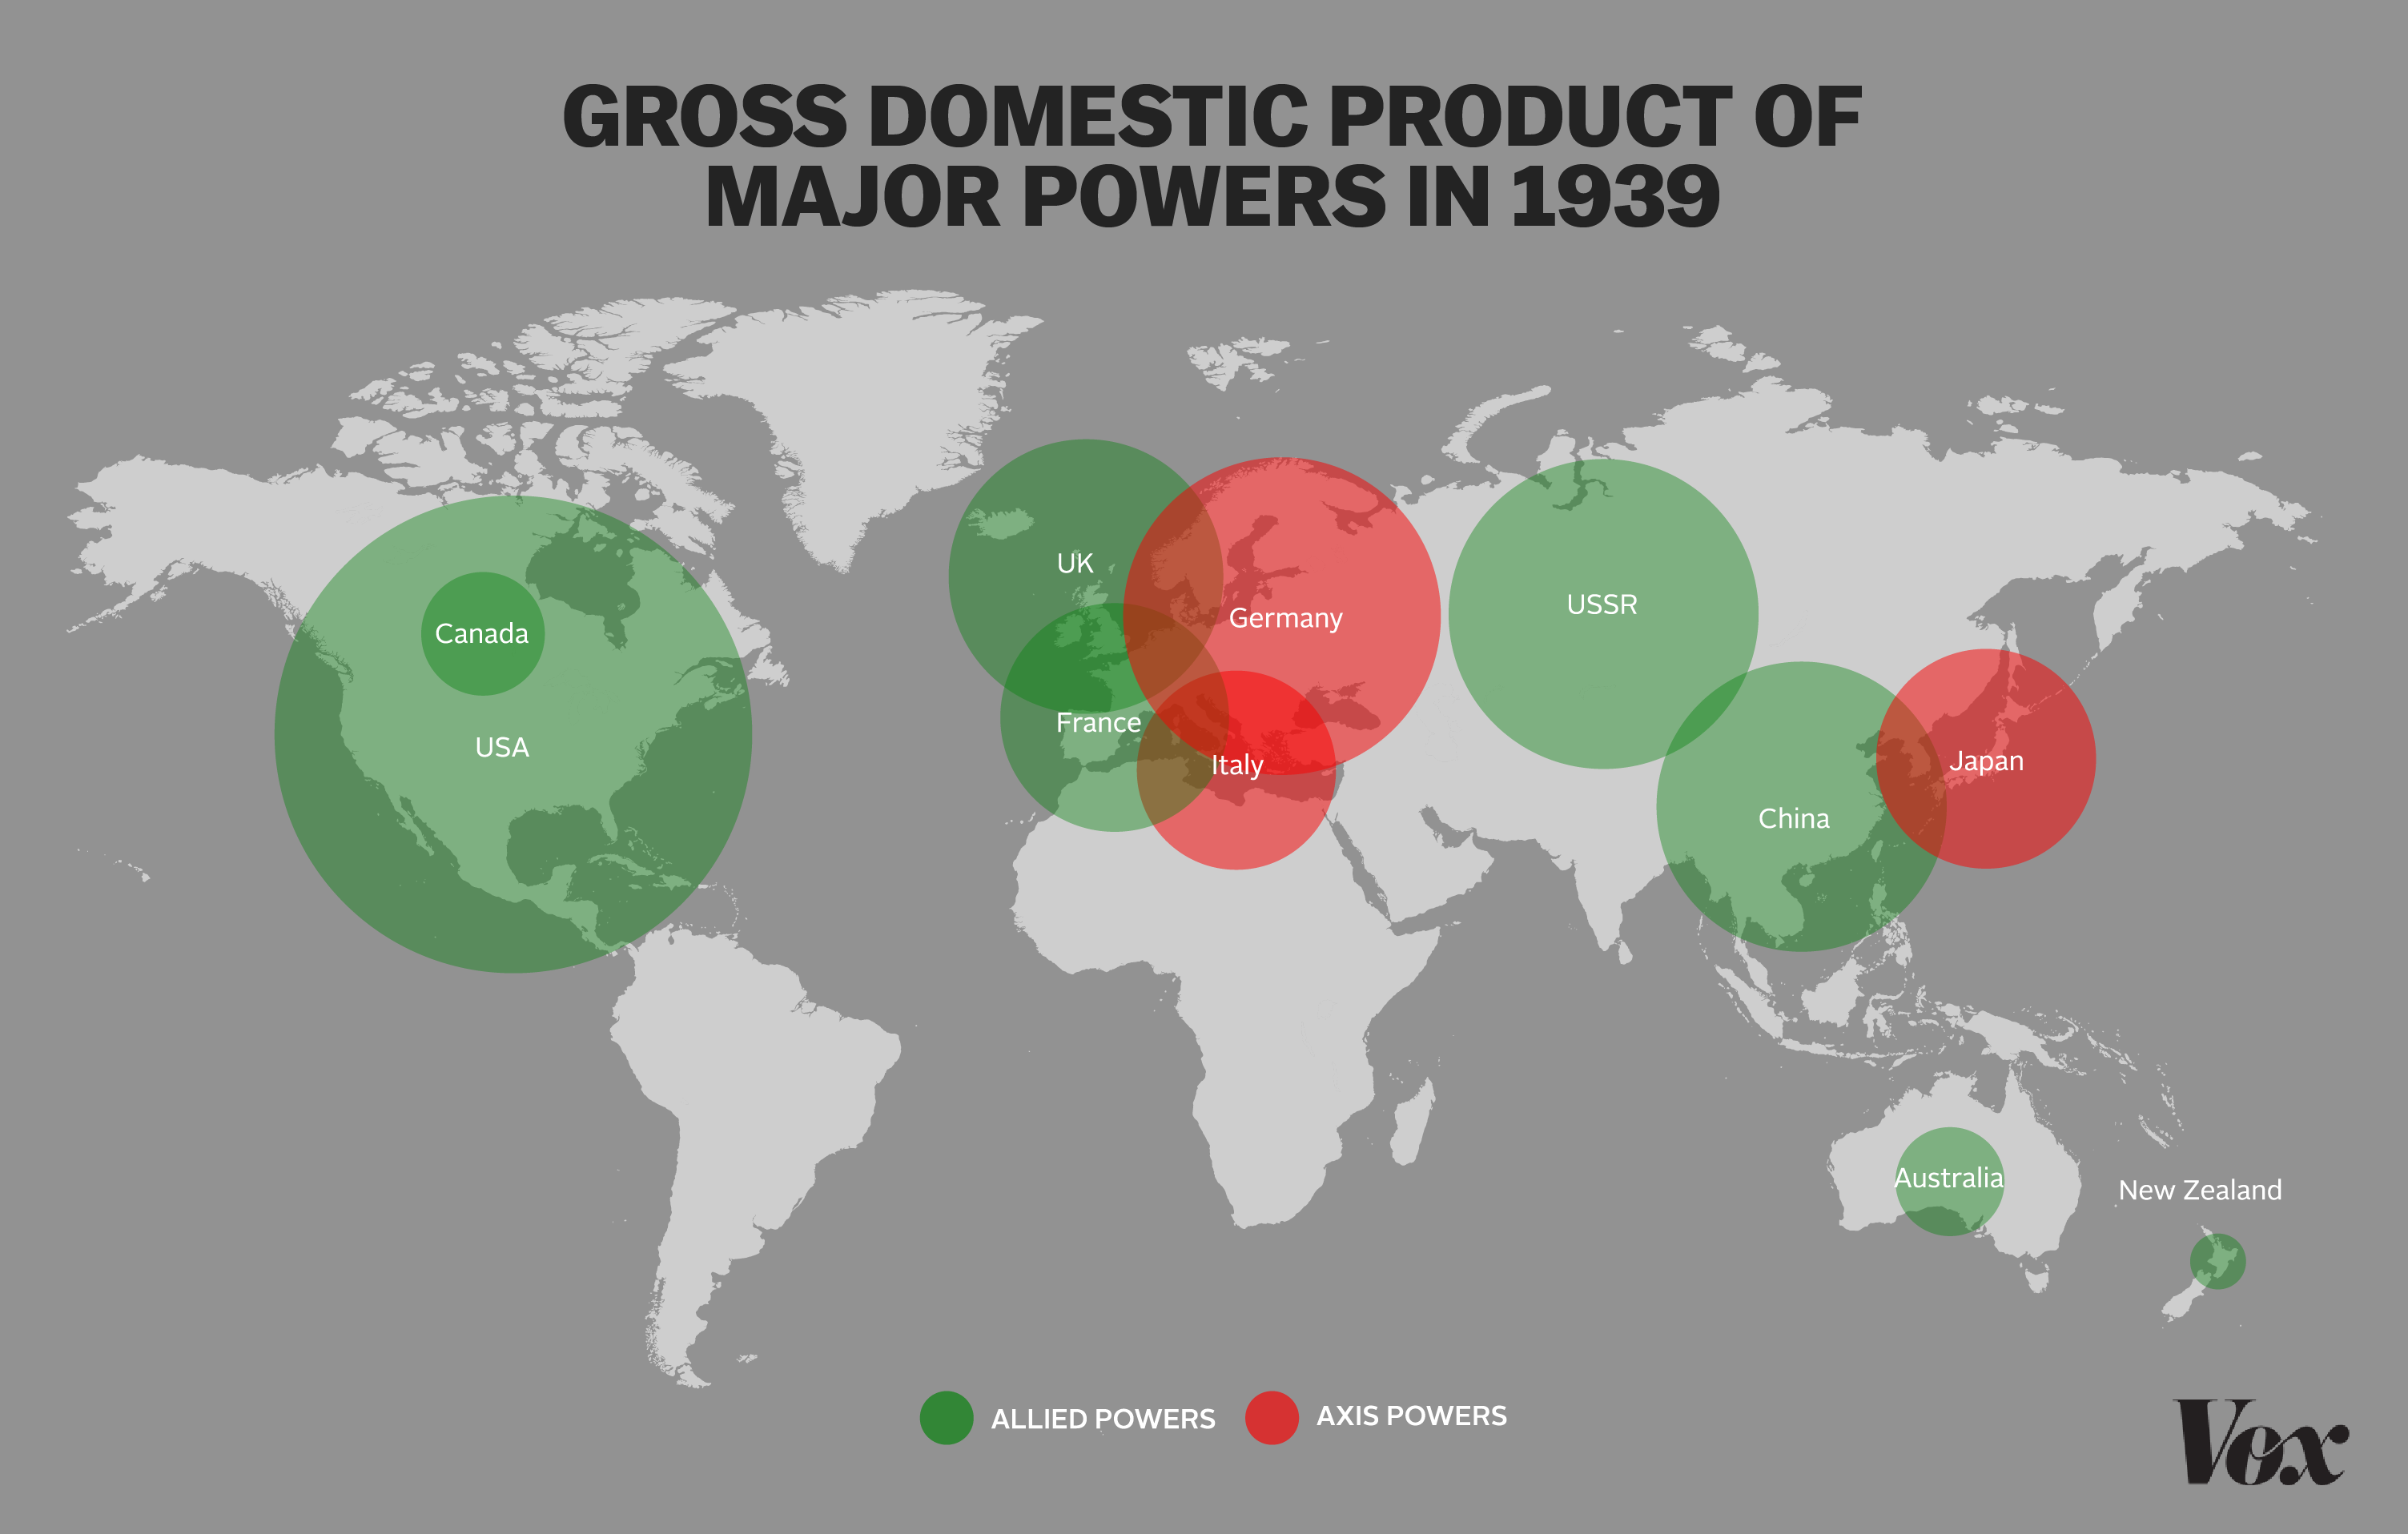 GROSS DOMESTIC PRODUCT OF
MAJOR POWERS IN 1939
UK
Germany
USSR
Canada
France
USA
Italy
Japan
China
Australia
New Zealand
ALLIED POWERS
AXIS POWERS
Vox